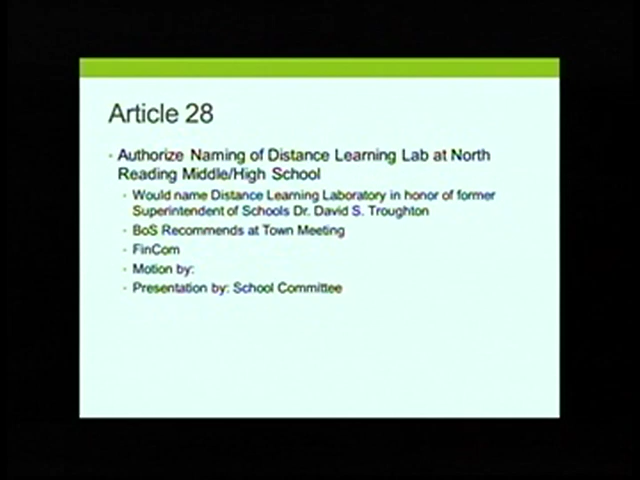 Article 28
Authorize Naming of Distance Learning Lab at North
Reading Middle/High School
Would name Distance Learning Laboratory in honor of former
Superintendent of Schools Dr. David S. Troughton
BoS Recommends at Town Meeting
FinCom
Motion by:
Presentation by: School Committee